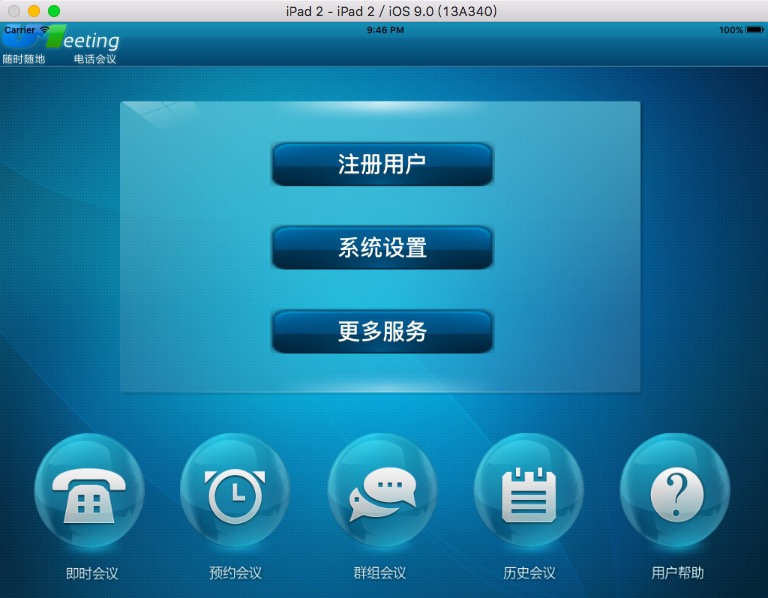 iPad 2 - iPad 2 / iOS 9.0 (13A340)
Carrier 9:46 PM 100%
eeting
随时随地 电话会议
注册用户
系统设置
更多服务
即时会议 预约会议 群组会议 历史会议 用户帮助